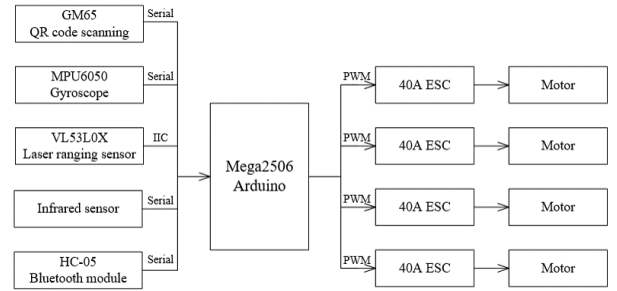 GM65
QR code scanning
Serial
MPU6050
Gyroscope
Serial
VL53L0X
Laser ranging sensor
IIC
Infrared sensor
Serial
HC-05
Bluetooth module
Serial
Mega2506
Arduino
PWM
40A ESC
Motor
PWM
40A ESC
Motor
PWM
40A ESC
Motor
PWM
40A ESC
Motor